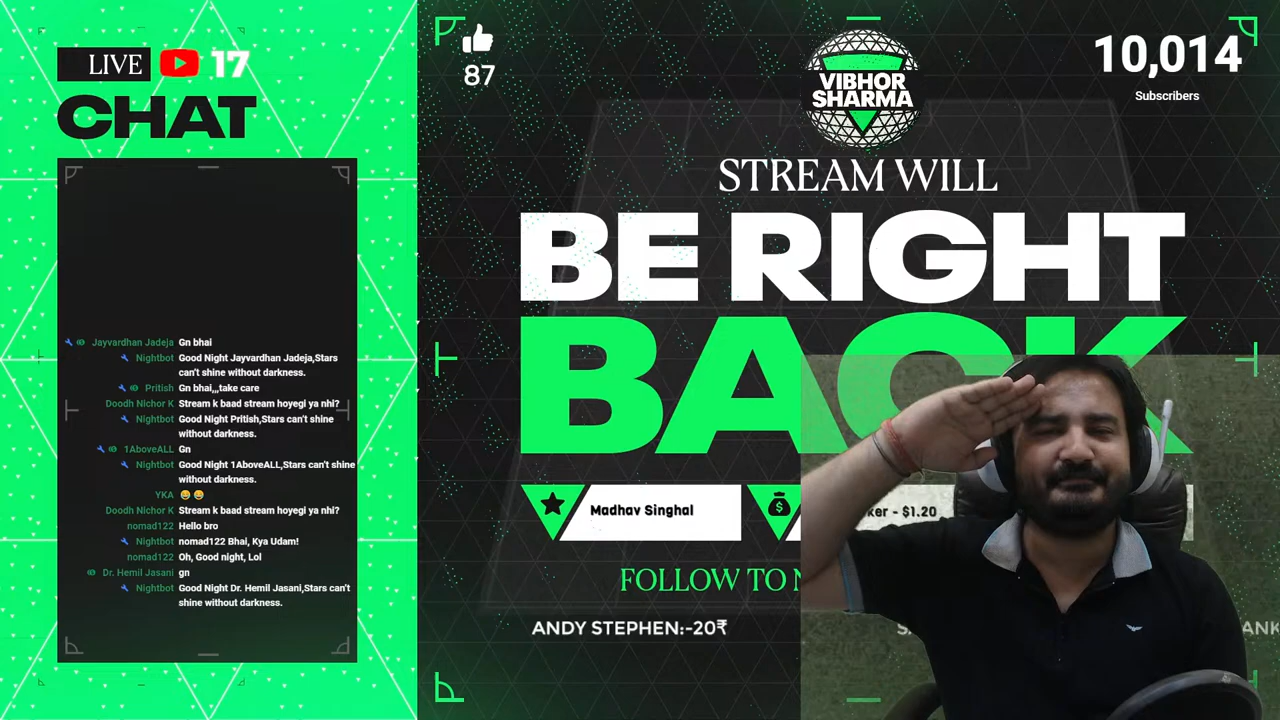 LIVE 17
CHAT
Jayvardhan Jadeja Gn bhai
Nightbot Good Night Jayvardhan Jadeja,Stars
can't shine without darkness.
Pritish Gn bhai,,,take care
Doodh Nichor K Stream k baad stream hoyegi ya nhi?
Nightbot Good Night Pritish,Stars can't shine
without darkness.
1AboveALL Gn
Nightbot Good Night 1AboveALL,Stars can't shine
without darkness.
YKA 😂😂
Doodh Nichor K Stream k baad stream hoyegi ya nhi?
nomad122 Hello bro
Nightbot nomad122 Bhai, Kya Udam!
nomad122 Oh, Good night, Lol
Dr. Hemil Jasani gn
Nightbot Good Night Dr. Hemil Jasani,Stars can't
shine without darkness.
87
VIBHOR
SHARMA
10,014
Subscribers
STREAM WILL
BE RIGHT
BACK
Madhav Singhal
- $1.20
FOLLOW TO
ANDY STEPHEN:-20₹